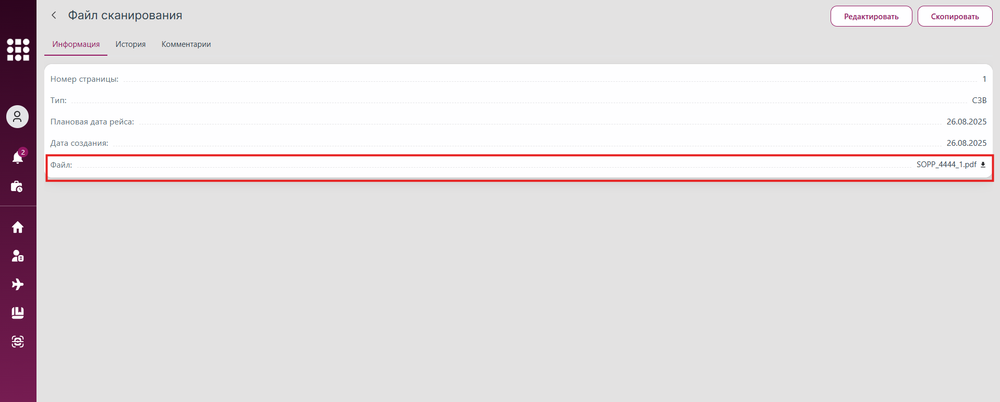 Файл сканирования
Редактировать
Скопировать
Информация
История
Комментарии
Номер страницы: 1
Тип: СЗВ
Плановая дата рейса: 26.08.2025
2
Дата создания: 26.08.2025
Файл: SOPP_4444_1.pdf